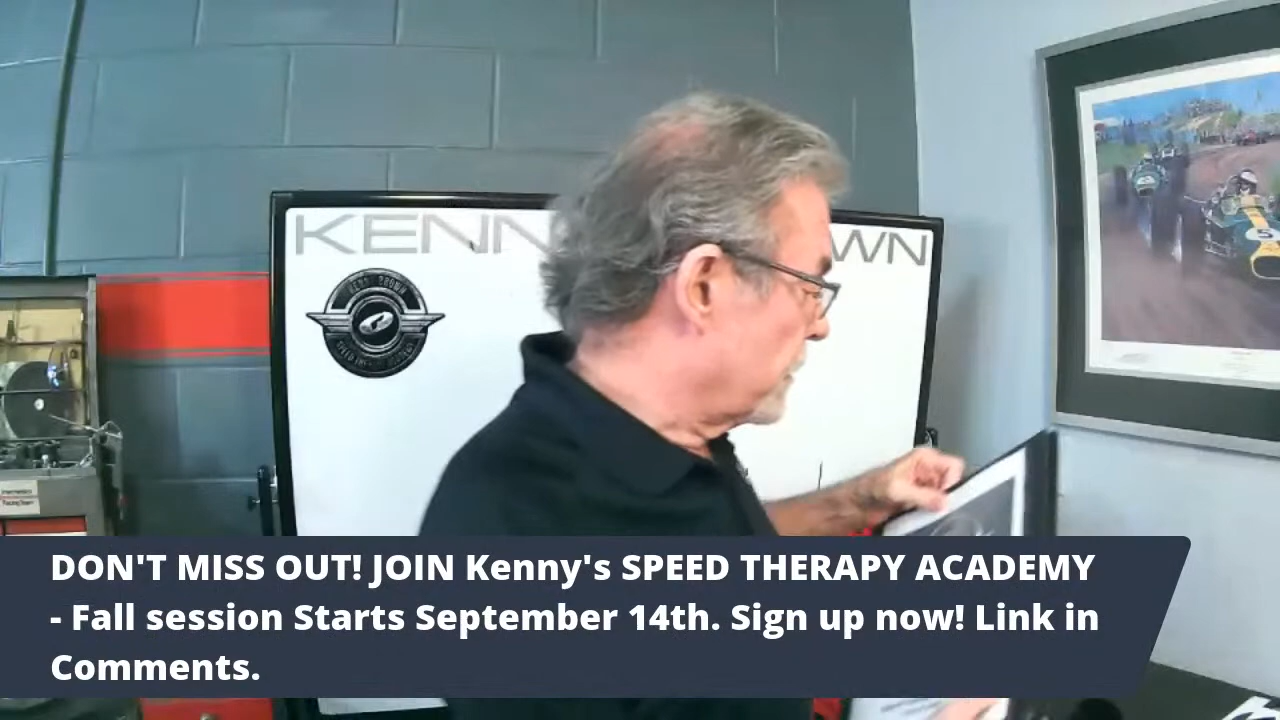 KENN WN
DON'T MISS OUT! JOIN Kenny's SPEED THERAPY ACADEMY
- Fall session Starts September 14th. Sign up now! Link in
Comments.